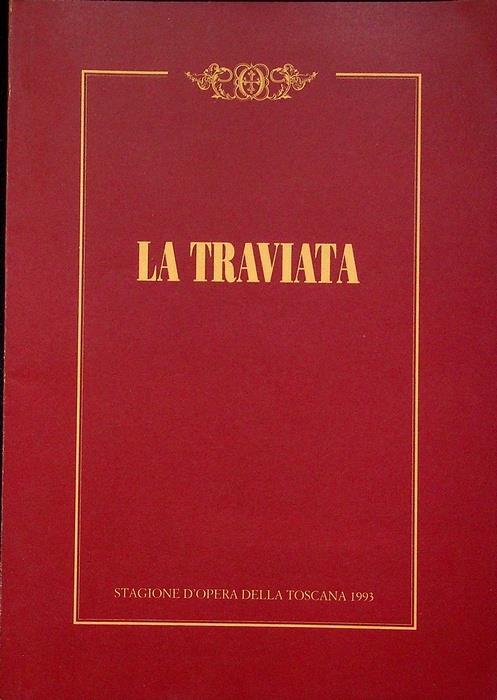 LA TRAVIATA
STAGIONE D'OPERA DELLA TOSCANA 1993